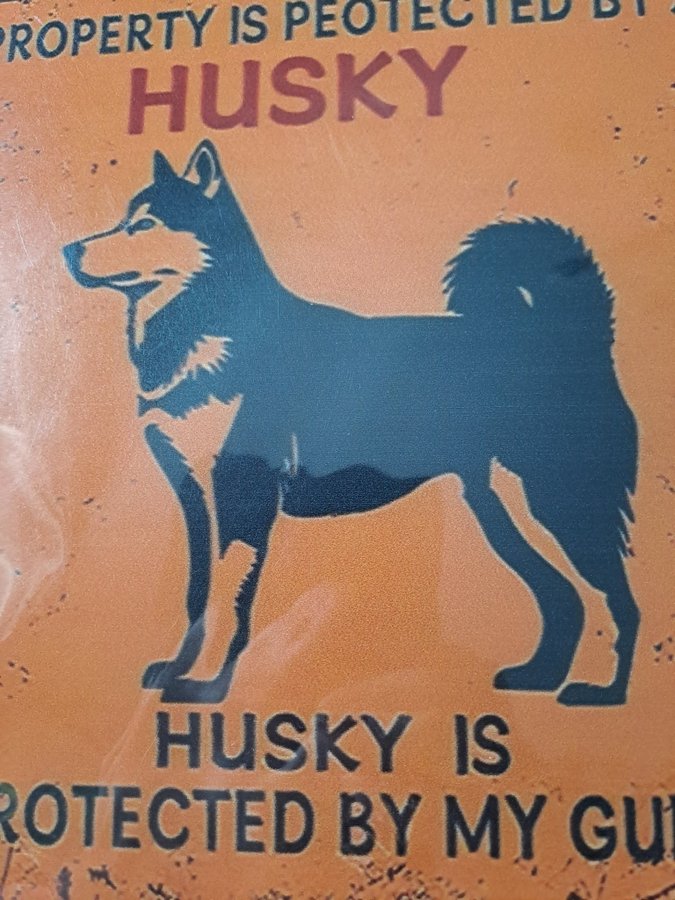 PROPERTY IS PEOTECTED BY
HUSKY
HUSKY IS
ROTECTED BY MY GU